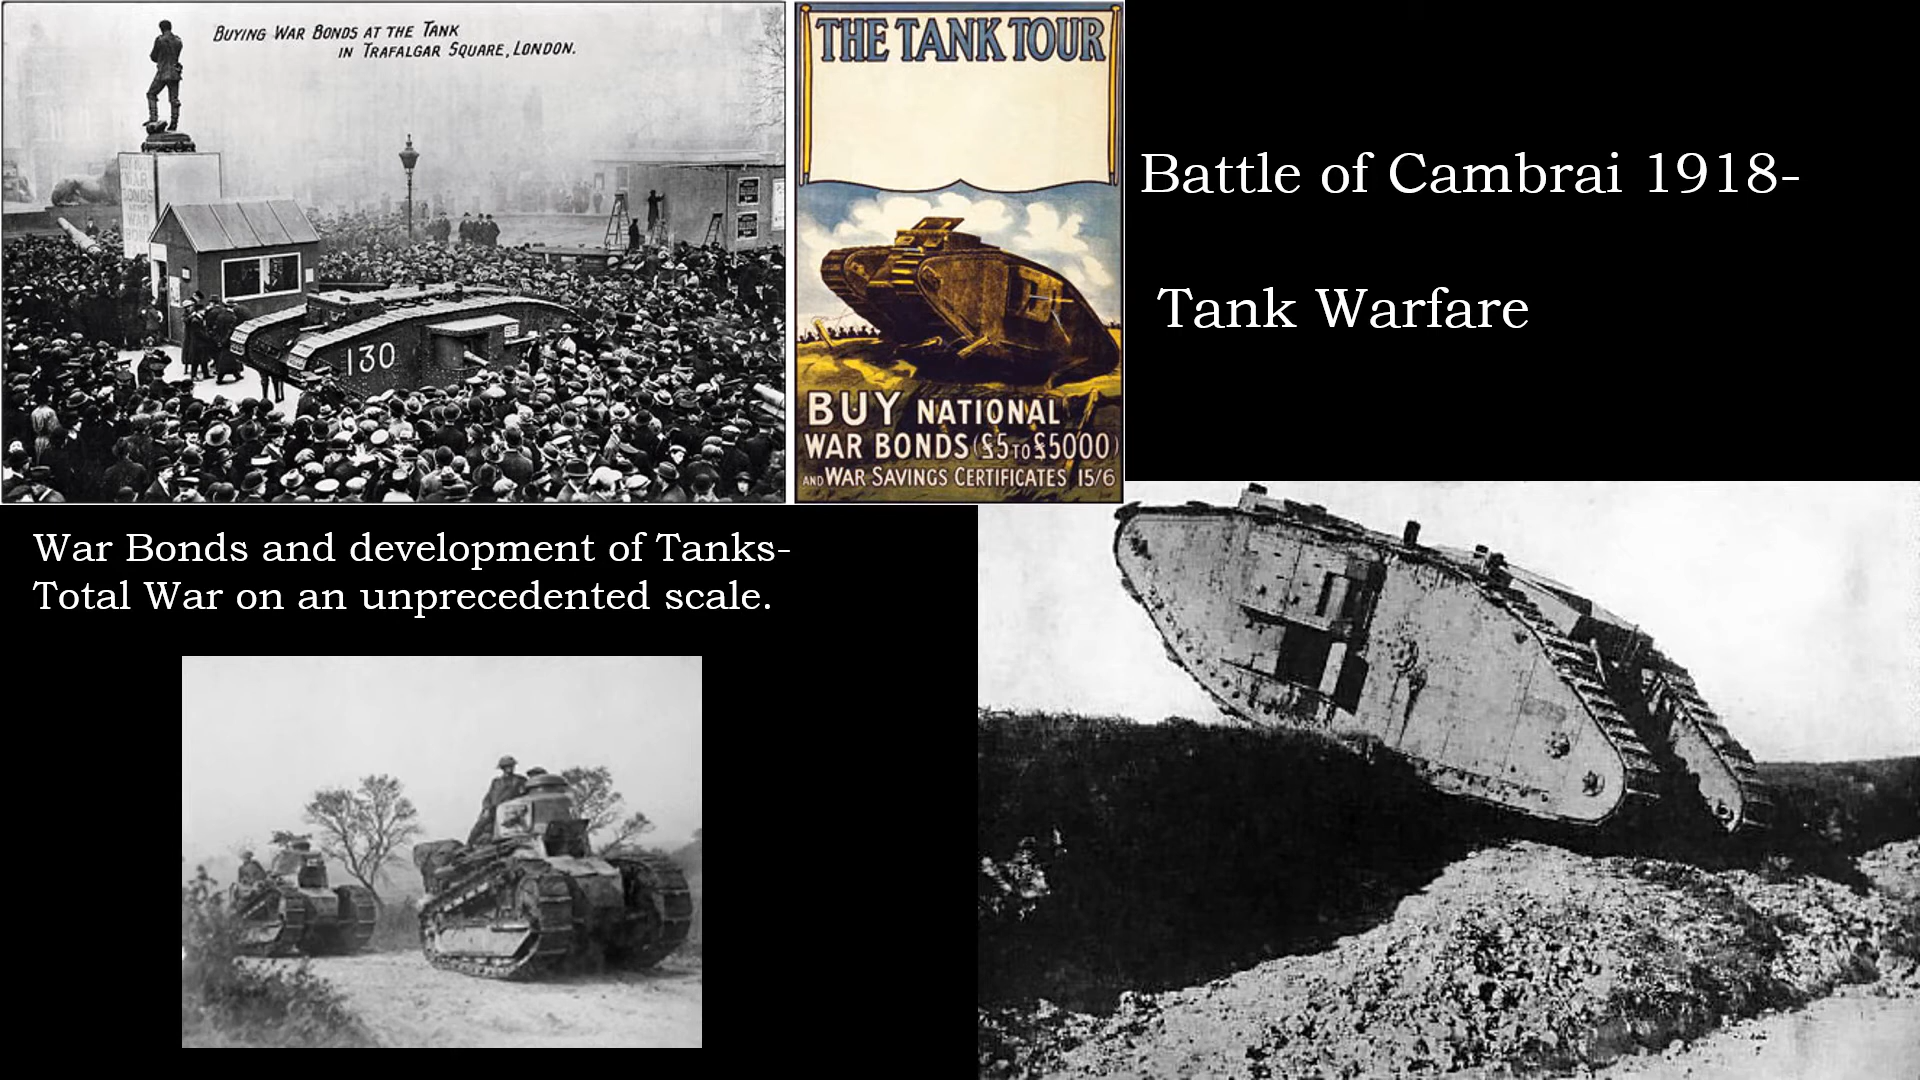 BUYING WAR BONDS AT THE TANK
IN TRAFALGAR SQUARE, LONDON.
130
THE TANK TOUR
BUY NATIONAL
WAR BONDS (£5 TO £5000)
AND WAR SAVINGS CERTIFICATES 15/6
Battle of Cambrai 1918-
Tank Warfare
War Bonds and development of Tanks-
Total War on an unprecedented scale.